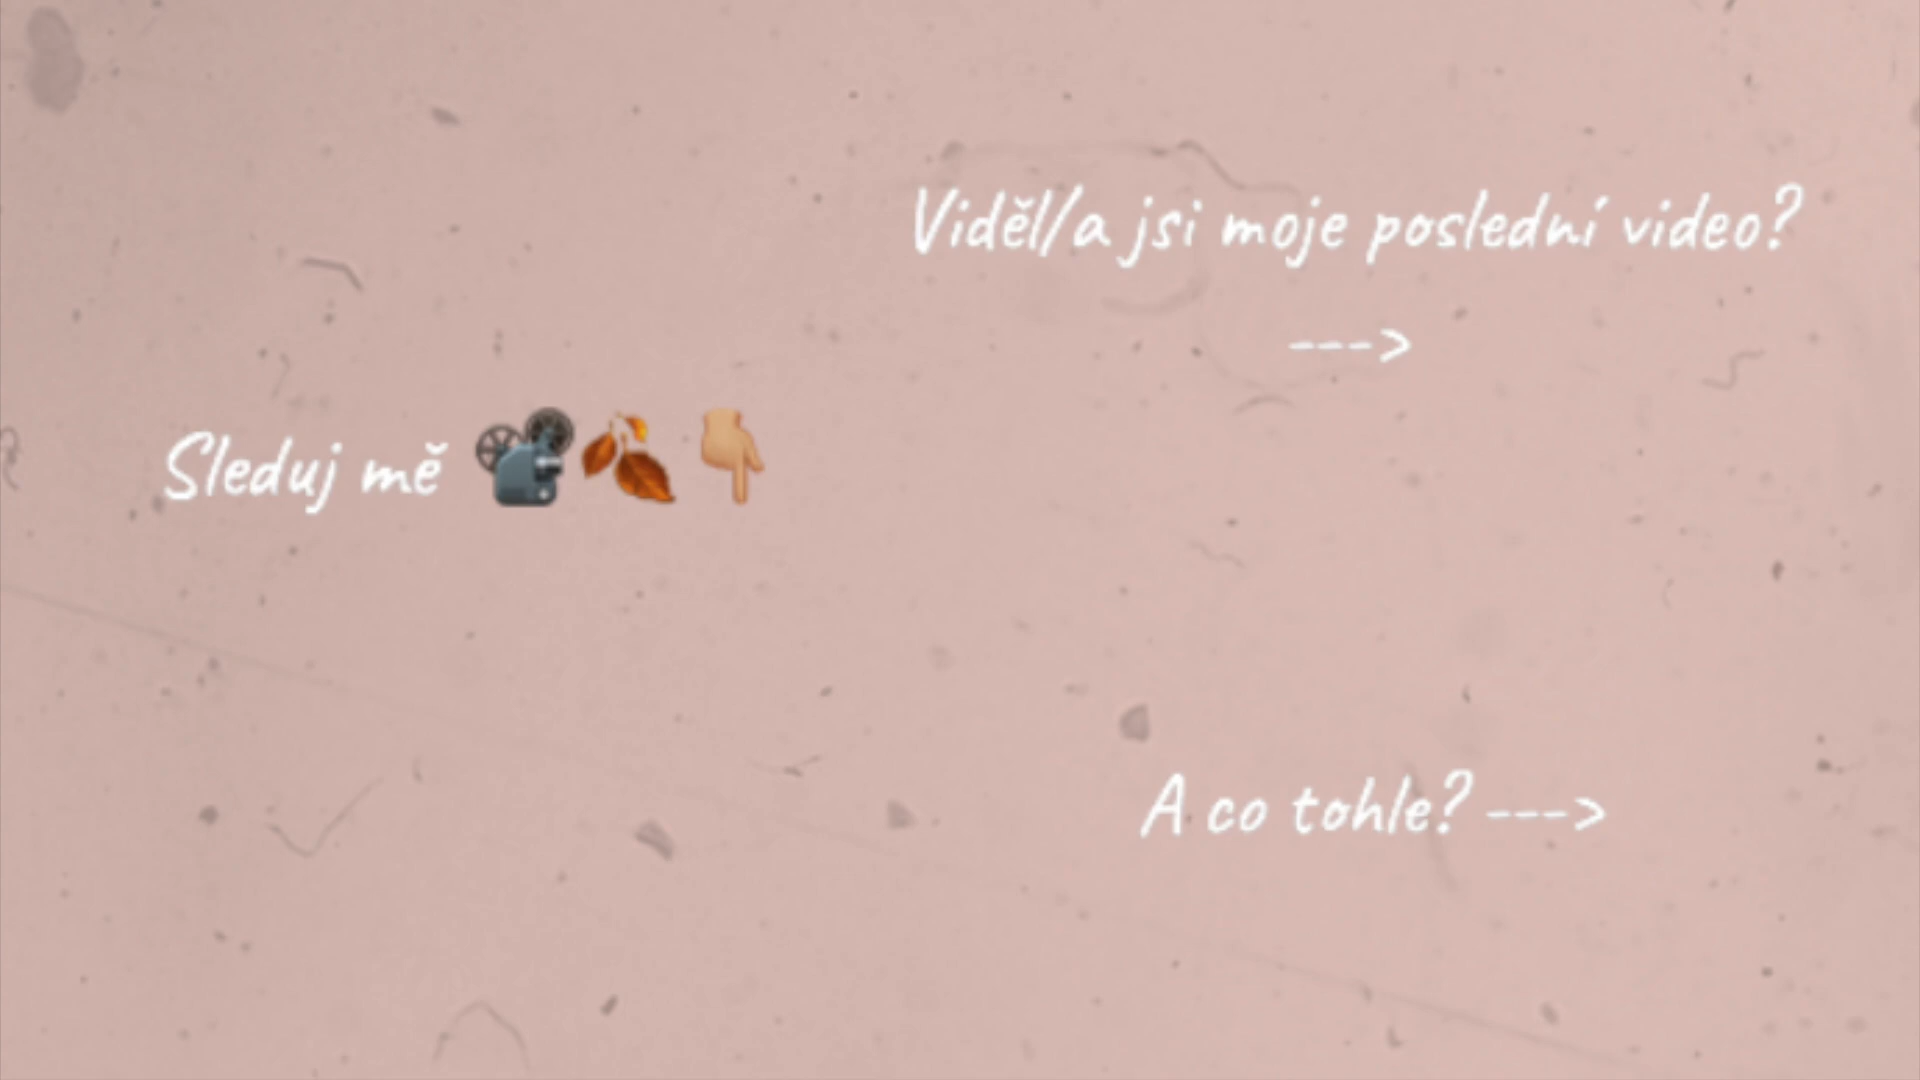 Viděl/a jsi moje poslední video?
--->
Sleduj mě 📽️🍂👇🏼
A co tohle? --->